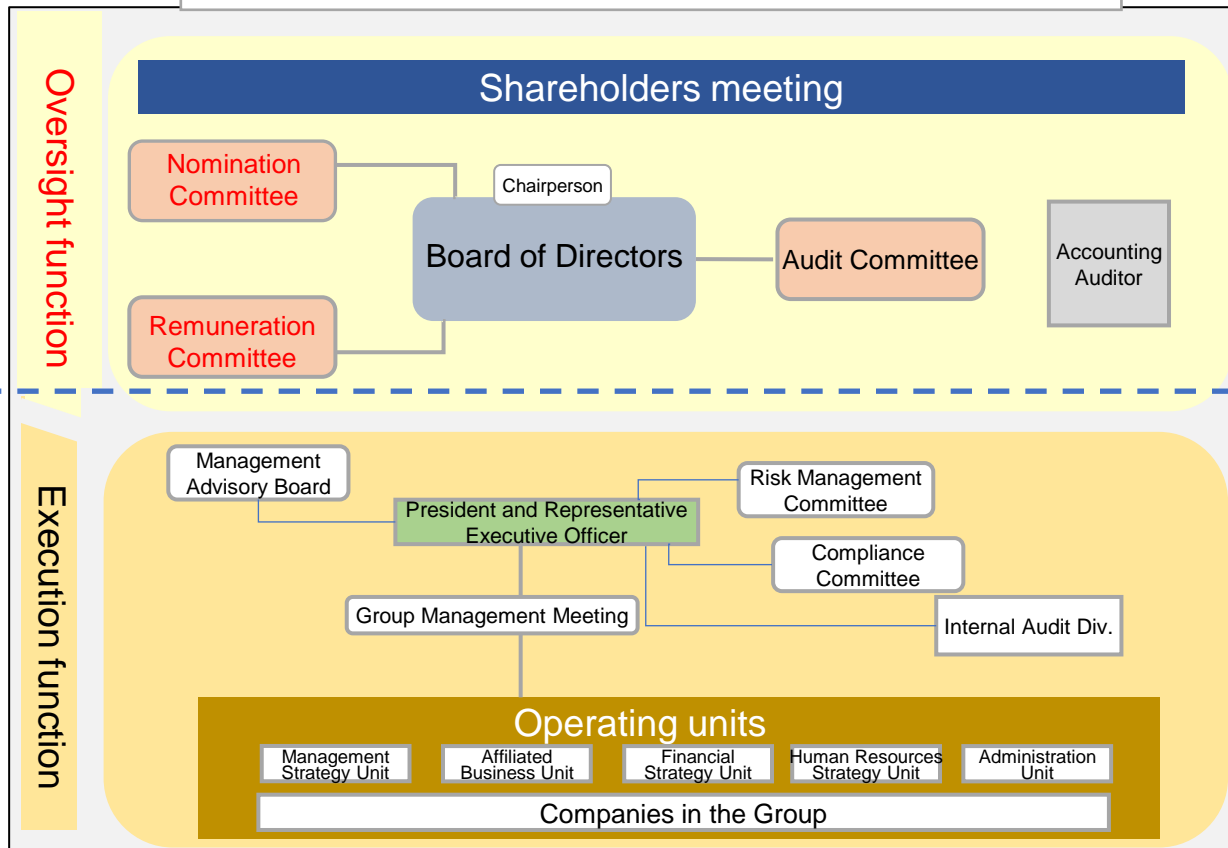 Oversight function
Shareholders meeting
Nomination
Committee
Chairperson
Board of Directors
Audit Committee
Accounting
Auditor
Remuneration
Committee
Execution function
Management
Advisory Board
Risk Management
Committee
President and Representative
Executive Officer
Compliance
Committee
Group Management Meeting
Internal Audit Div.
Operating units
Management
Strategy Unit
Affiliated
Business Unit
Financial
Strategy Unit
Human Resources
Strategy Unit
Administration
Unit
Companies in the Group